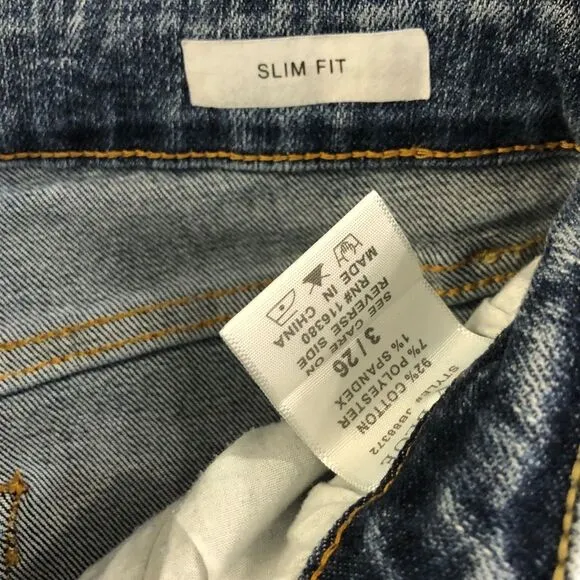 SLIM FIT
STYLE# JB88372
92% COTTON
7% POLYESTER
1% SPANDEX
3 / 26
SEE CARE ON
REVERSE SIDE
RN# 116380
MADE IN CHINA